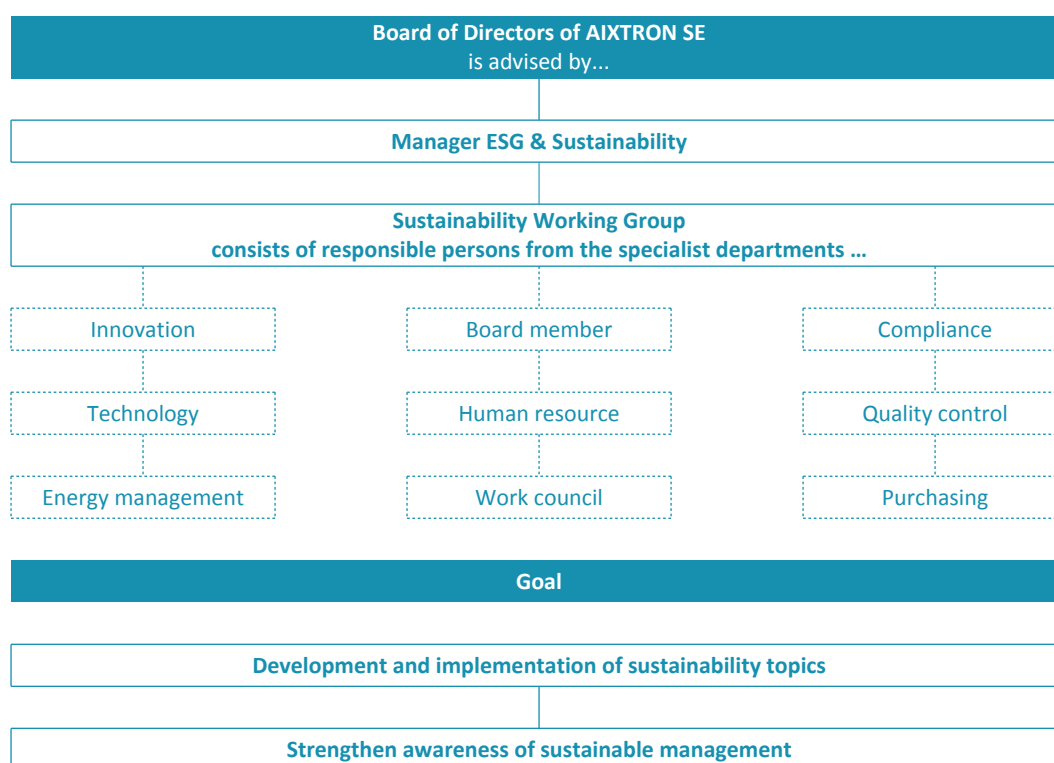 Board of Directors of AIXTRON SE
is advised by...
Manager ESG & Sustainability
Sustainability Working Group
consists of responsible persons from the specialist departments …
Innovation
Board member
Compliance
Technology
Human resource
Quality control
Energy management
Work council
Purchasing
Goal
Development and implementation of sustainability topics
Strengthen awareness of sustainable management